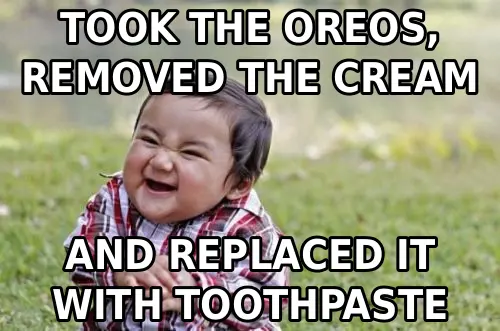 TOOK THE OREOS,
REMOVED THE CREAM
AND REPLACED IT
WITH TOOTHPASTE